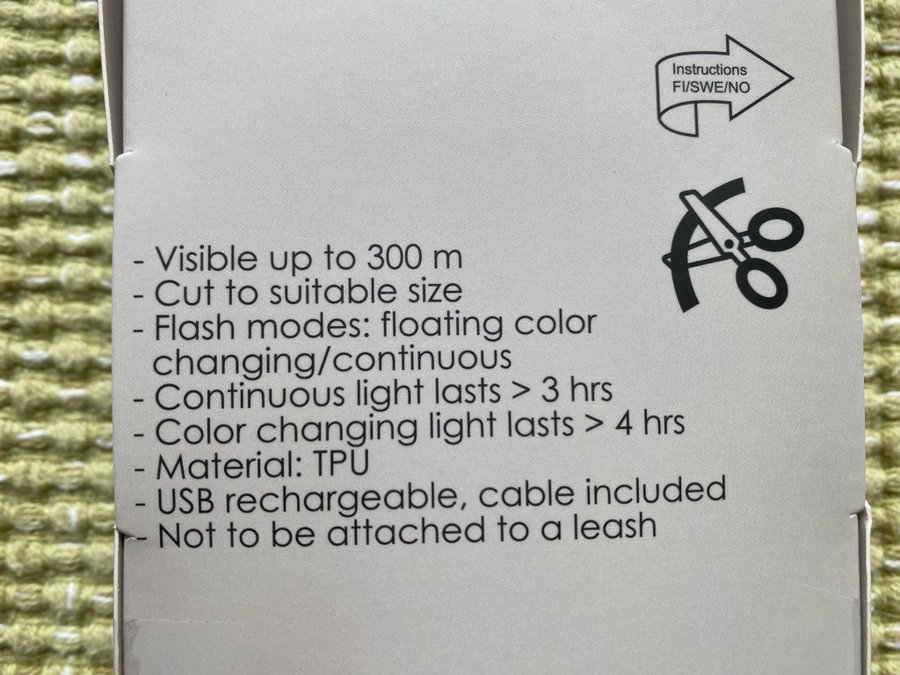 Instructions
FI/SWE/NO
- Visible up to 300 m
- Cut to suitable size
- Flash modes: floating color
changing/continuous
- Continuous light lasts > 3 hrs
- Color changing light lasts > 4 hrs
- Material: TPU
- USB rechargeable, cable included
- Not to be attached to a leash